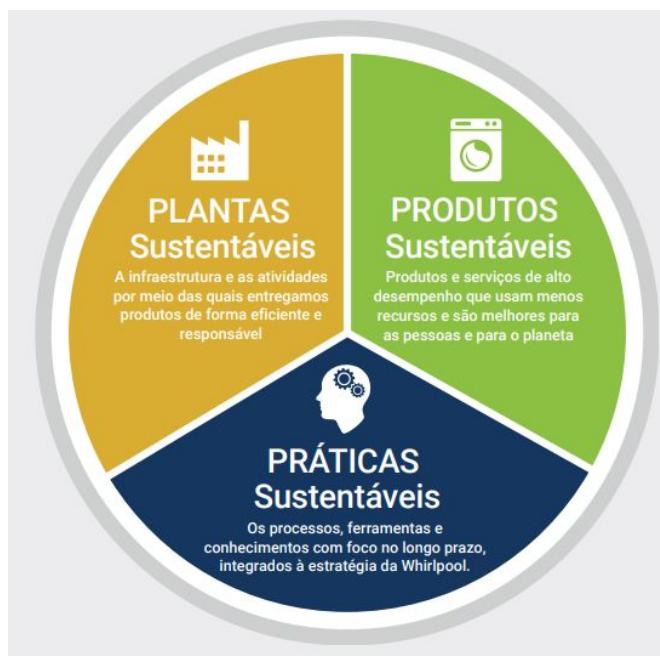 PLANTAS
Sustentáveis
A infraestrutura e as atividades
por meio das quais entregamos
produtos de forma eficiente e
responsável
PRODUTOS
Sustentáveis
Produtos e serviços de alto
desempenho que usam menos
recursos e são melhores para
as pessoas e para o planeta
PRÁTICAS
Sustentáveis
Os processos, ferramentas e
conhecimentos com foco no longo prazo,
integrados à estratégia da Whirlpool.